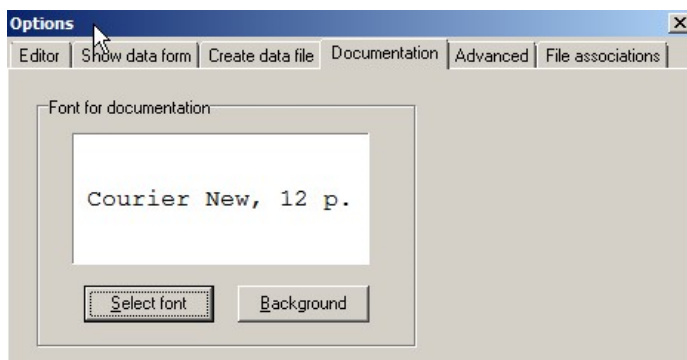 Options
Editor Show data form Create data file Documentation Advanced File associations
Font for documentation
Courier New, 12 p.
Select font Background